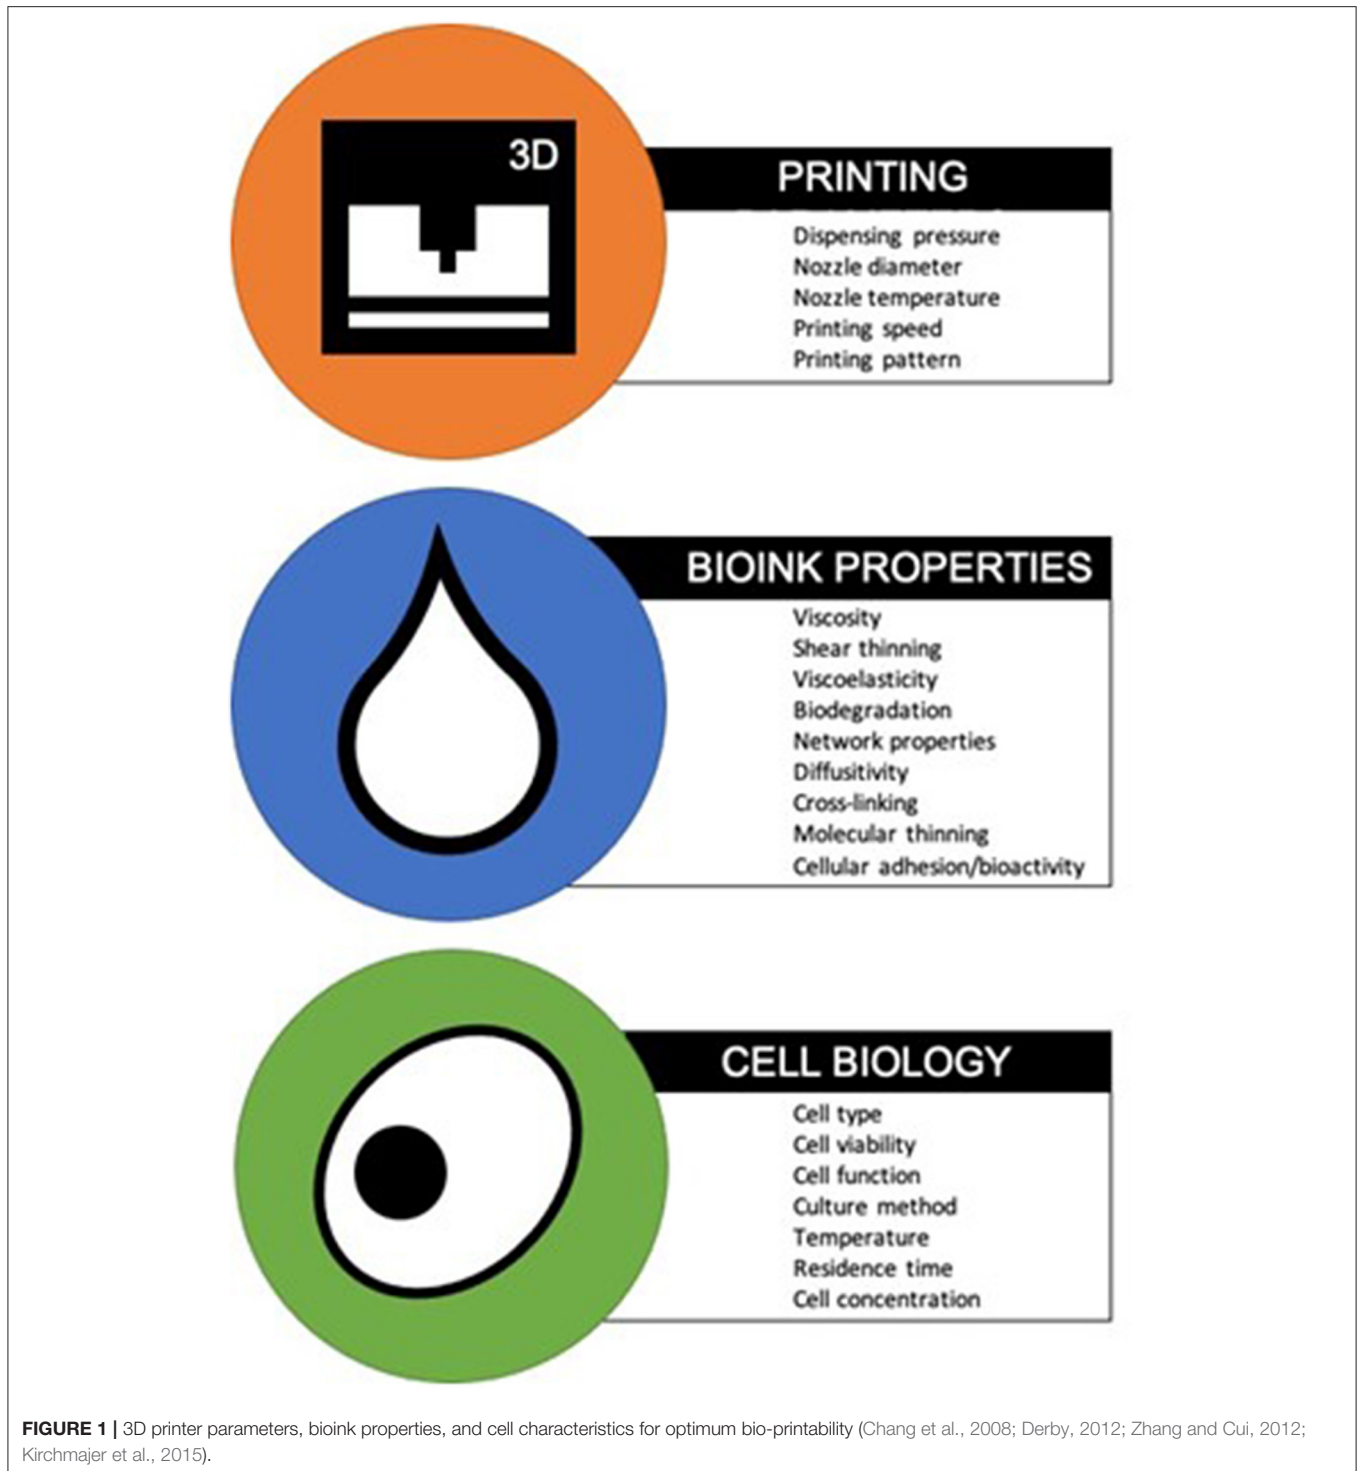 3D
PRINTING
Dispensing pressure
Nozzle diameter
Nozzle temperature
Printing speed
Printing pattern
BIOINK PROPERTIES
Viscosity
Shear thinning
Viscoelasticity
Biodegradation
Network properties
Diffusitivity
Cross-linking
Molecular thinning
Cellular adhesion/bioactivity
CELL BIOLOGY
Cell type
Cell viability
Cell function
Culture method
Temperature
Residence time
Cell concentration
FIGURE 1 | 3D printer parameters, bioink properties, and cell characteristics for optimum bio-printability (Chang et al., 2008; Derby, 2012; Zhang and Cui, 2012;
Kirchmajer et al., 2015).